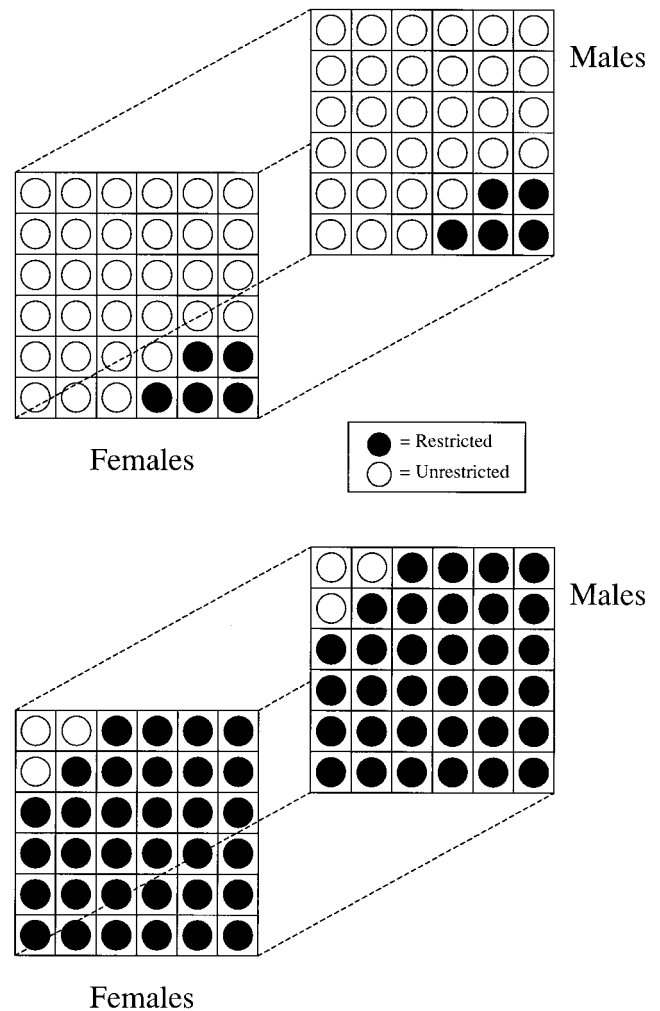 Males
Females
= Restricted
= Unrestricted
Males
Females